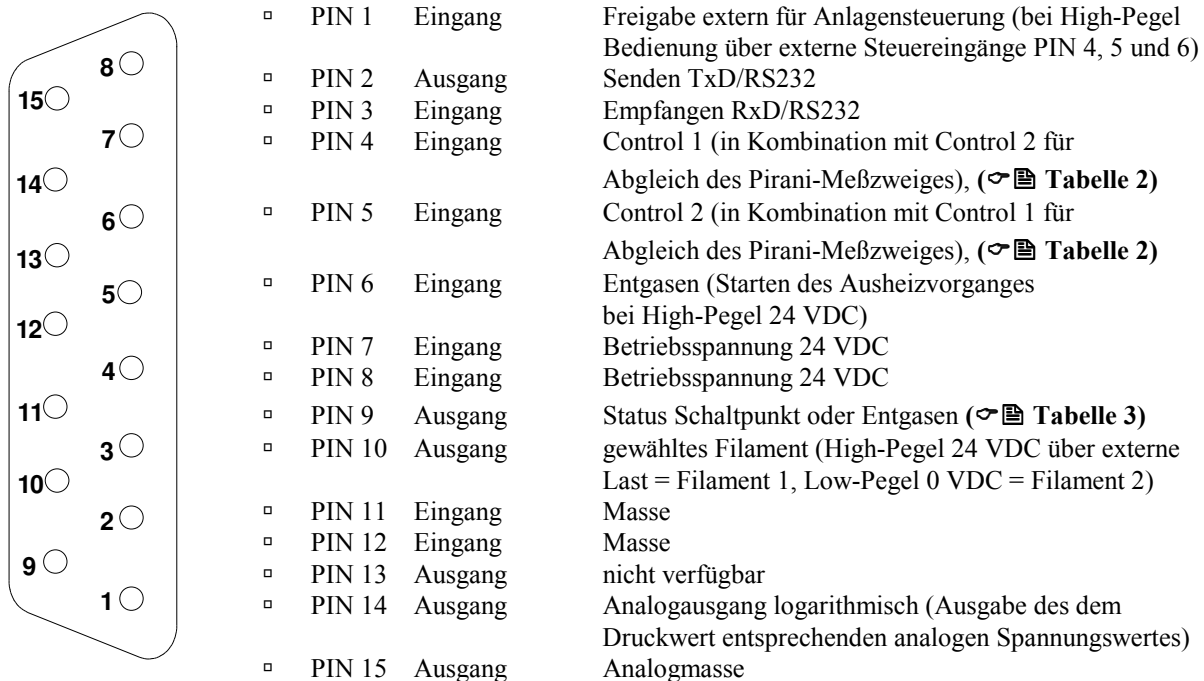 8
15
7
14
6
13
5
12
4
11
3
10
2
9
1
▫ PIN 1 Eingang Freigabe extern für Anlagensteuerung (bei High-Pegel
Bedienung über externe Steuereingänge PIN 4, 5 und 6)
▫ PIN 2 Ausgang Senden TxD/RS232
▫ PIN 3 Eingang Empfangen RxD/RS232
▫ PIN 4 Eingang Control 1 (in Kombination mit Control 2 für
Abgleich des Pirani-Meßzweiges), (☞🗎 Tabelle 2)
▫ PIN 5 Eingang Control 2 (in Kombination mit Control 1 für
Abgleich des Pirani-Meßzweiges), (☞🗎 Tabelle 2)
▫ PIN 6 Eingang Entgasen (Starten des Ausheizvorganges
bei High-Pegel 24 VDC)
▫ PIN 7 Eingang Betriebsspannung 24 VDC
▫ PIN 8 Eingang Betriebsspannung 24 VDC
▫ PIN 9 Ausgang Status Schaltpunkt oder Entgasen (☞🗎 Tabelle 3)
▫ PIN 10 Ausgang gewähltes Filament (High-Pegel 24 VDC über externe
Last = Filament 1, Low-Pegel 0 VDC = Filament 2)
▫ PIN 11 Eingang Masse
▫ PIN 12 Eingang Masse
▫ PIN 13 Ausgang nicht verfügbar
▫ PIN 14 Ausgang Analogausgang logarithmisch (Ausgabe des dem
Druckwert entsprechenden analogen Spannungswertes)
▫ PIN 15 Ausgang Analogmasse